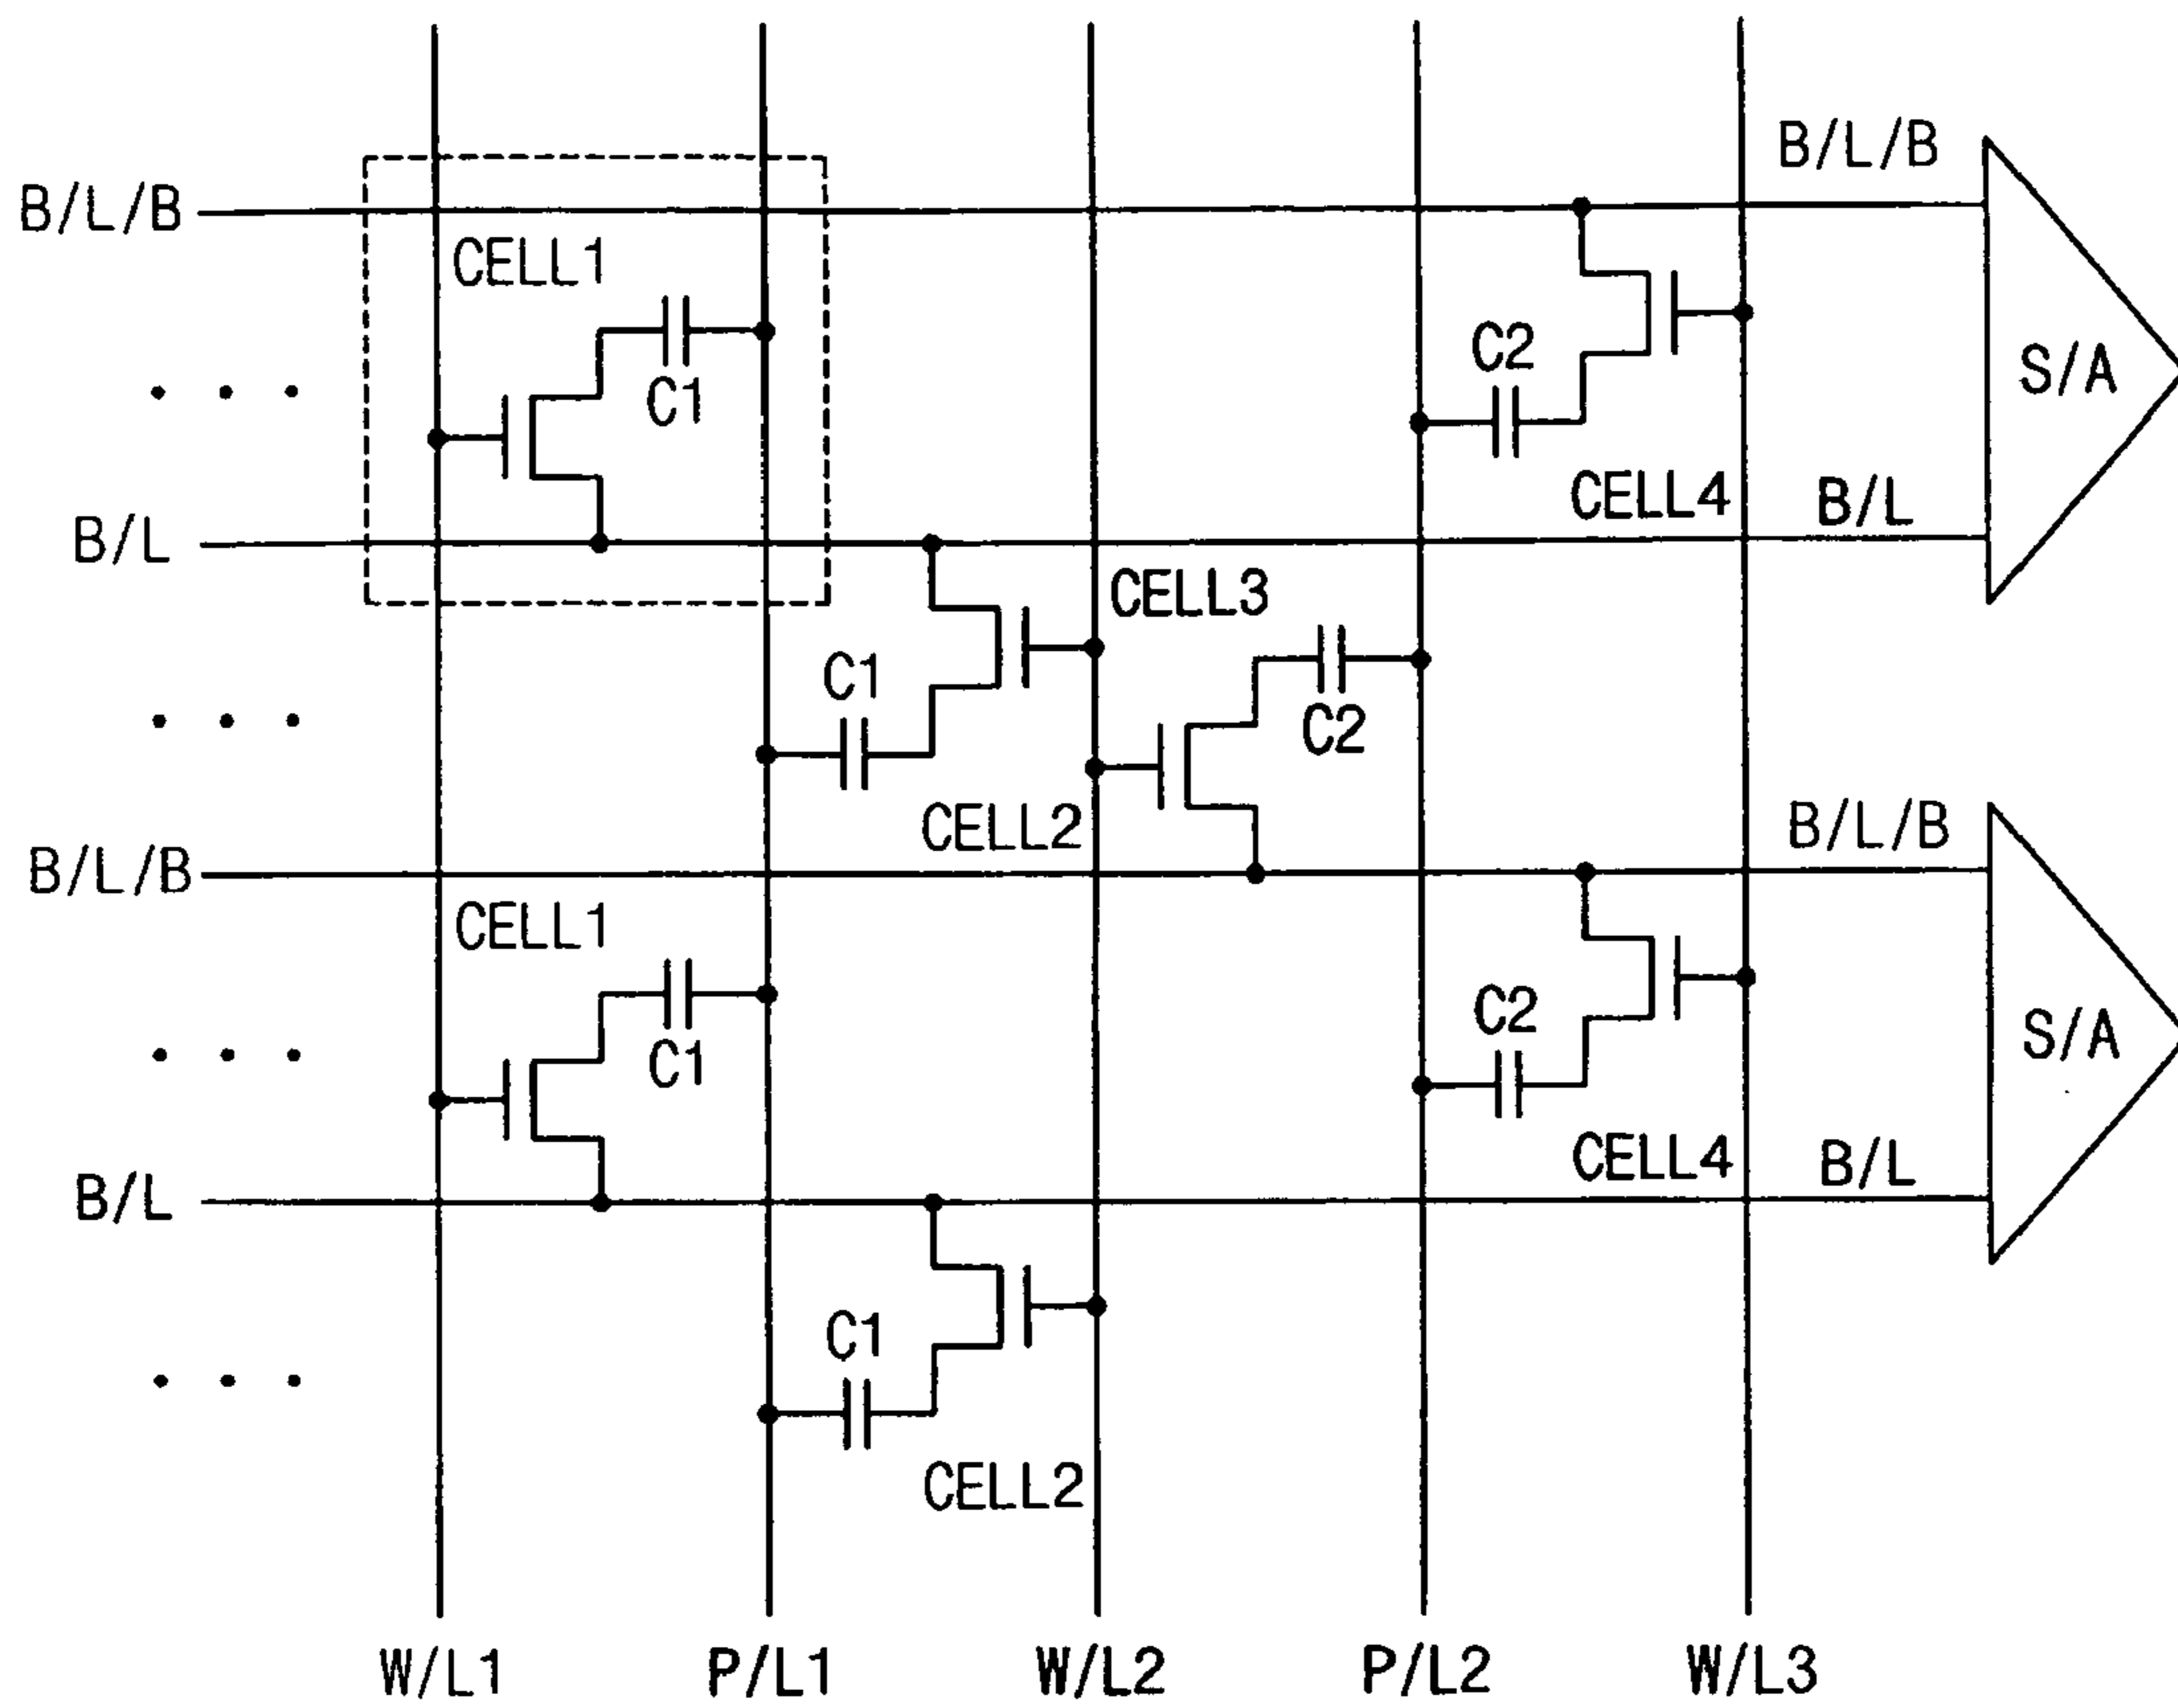 B/L/B
B/L/B
CELL1
C2
S/A
C1
CELL4
B/L
B/L
CELL3
C1
C2
CELL2
B/L/B
B/L/B
CELL1
C2
S/A
C1
CELL4
B/L
B/L
C1
CELL2
W/L1
P/L1
W/L2
P/L2
W/L3